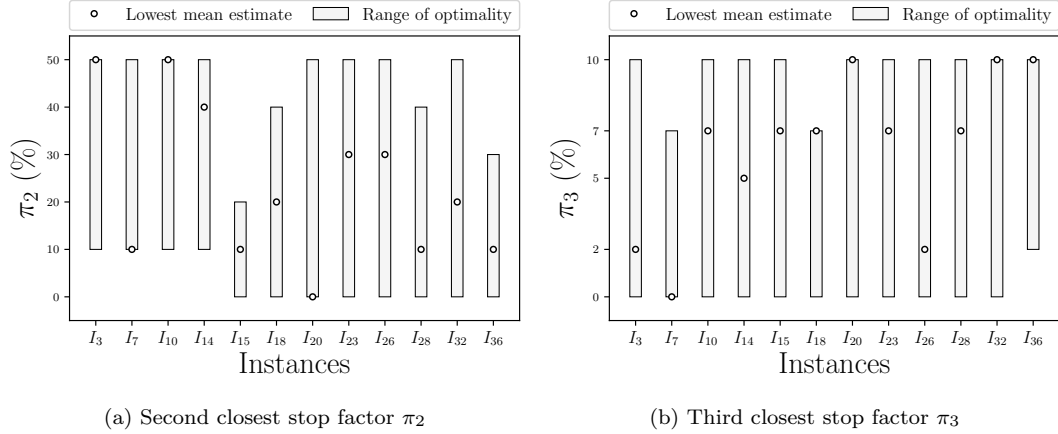 Lowest mean estimate Range of optimality
50
40
30
20
10
0
π₂ (%)
I₃ I₇ I₁₀ I₁₄ I₁₅ I₁₈ I₂₀ I₂₃ I₂₆ I₂₈ I₃₂ I₃₆
Instances
(a) Second closest stop factor π₂
Lowest mean estimate Range of optimality
10
7
5
2
0
π₃ (%)
I₃ I₇ I₁₀ I₁₄ I₁₅ I₁₈ I₂₀ I₂₃ I₂₆ I₂₈ I₃₂ I₃₆
Instances
(b) Third closest stop factor π₃